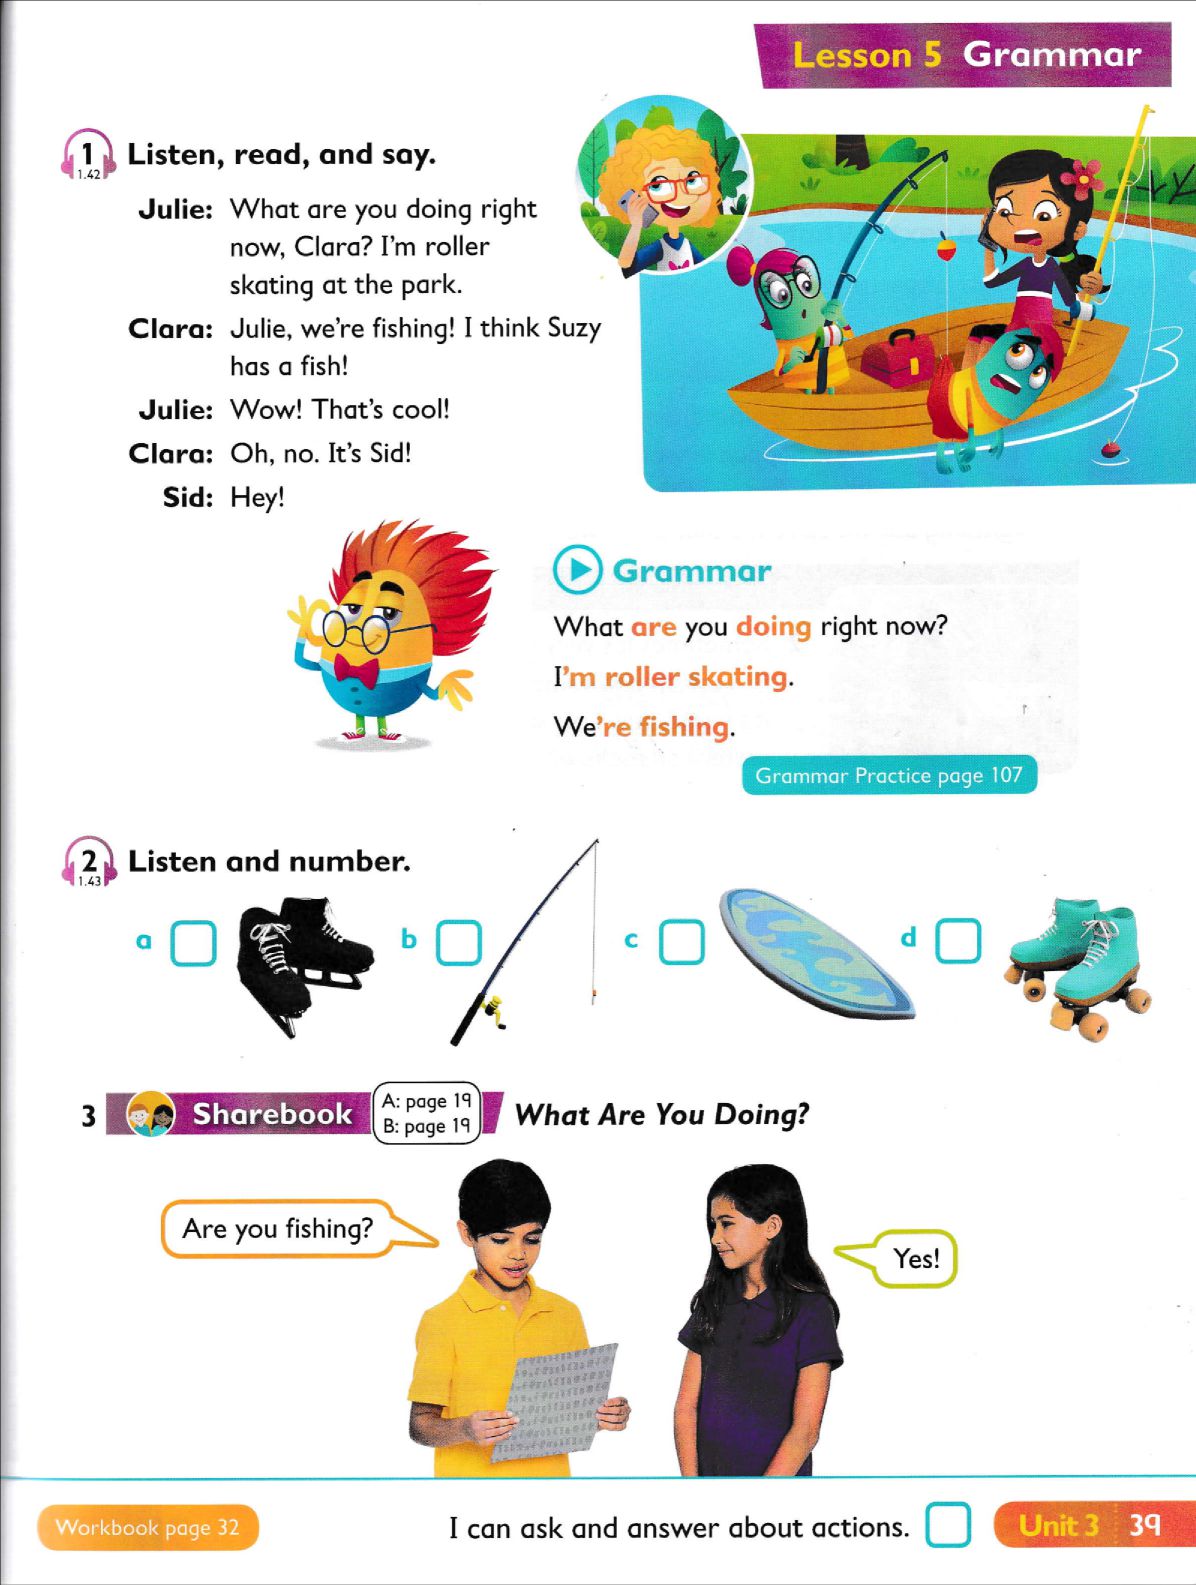 Lesson 5 Grammar
1 Listen, read, and say.
1.42
Julie: What are you doing right
now, Clara? I'm roller
skating at the park.
Clara: Julie, we're fishing! I think Suzy
has a fish!
Julie: Wow! That's cool!
Clara: Oh, no. It's Sid!
Sid: Hey!
Grammar
What are you doing right now?
I'm roller skating.
We're fishing.
Grammar Practice page 107
2 Listen and number.
1.43
a
b
c
d
3 Sharebook A: page 19
B: page 19
What Are You Doing?
Are you fishing?
Yes!
Workbook page 32
I can ask and answer about actions.
Unit 3 39